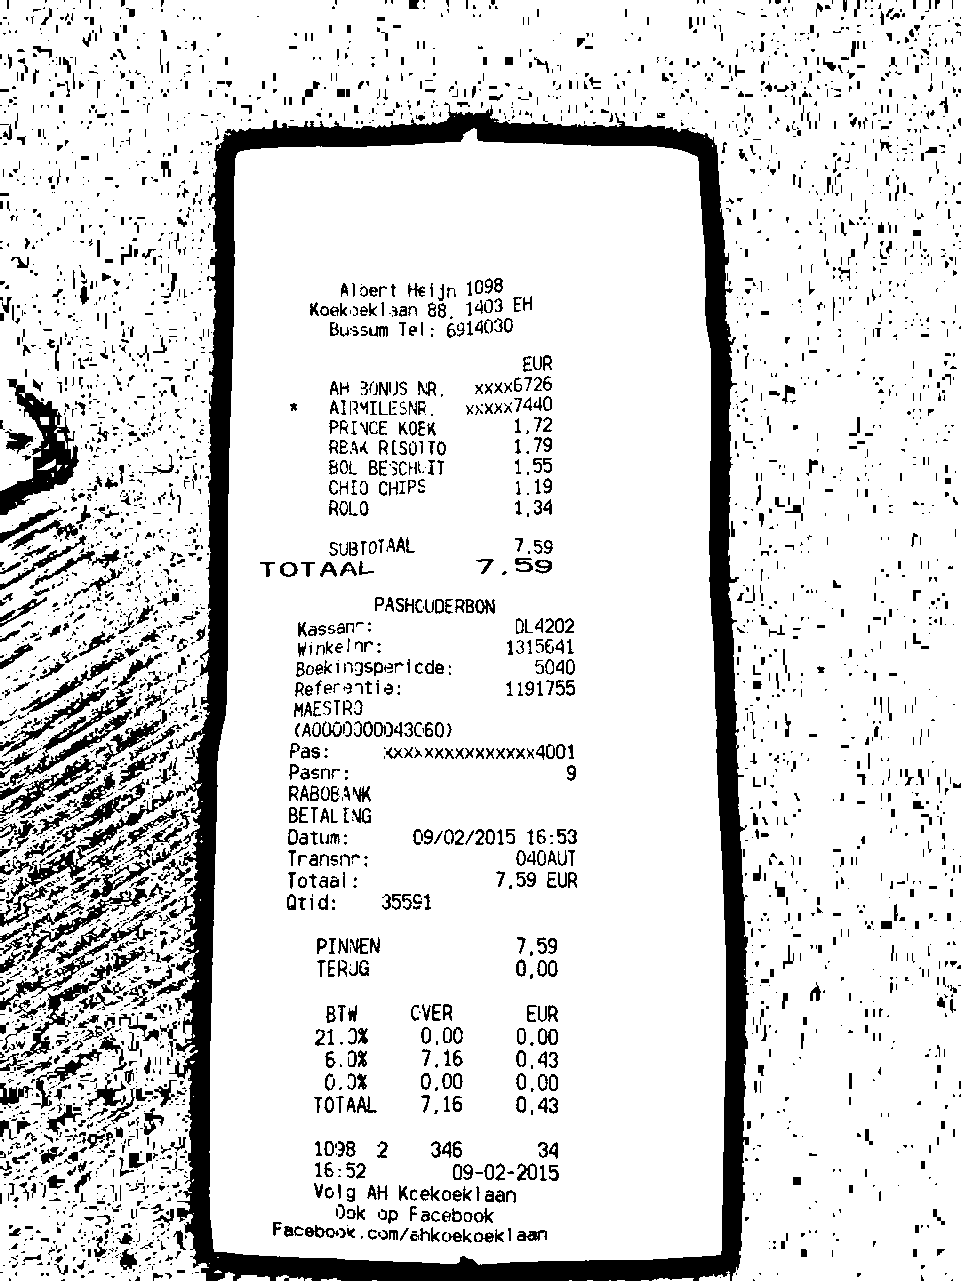 Albert Heijn 1098
Koekoeklaan 88, 1403 EH
Bussum Tel: 6914030
EUR
AH BONUS NR. xxxx6726
* AIRMILESNR. xxxxx7440
PRINCE KOEK 1,72
RBAK RISOTTO 1,79
BOL BESCHUIT 1,55
CHIO CHIPS 1,19
ROLO 1,34
SUBTOTAAL 7,59
TOTAAL 7,59
PASHOUDERBON
Kassanr: DL4202
Winkelnr: 1315641
Boekingsperiode: 5040
Referentie: 1191755
MAESTRO
(A0000000043060)
Pas: xxxxxxxxxxxxxxx4001
Pasnr: 9
RABOBANK
BETALING
Datum: 09/02/2015 16:53
Transnr: 040AUT
Totaal: 7,59 EUR
Qtid: 35591
PINNEN 7,59
TERUG 0,00
BTW OVER EUR
21.0% 0,00 0,00
6.0% 7,16 0,43
0.0% 0,00 0,00
TOTAAL 7,16 0,43
1098 2 346 34
16:52 09-02-2015
Volg AH Koekoeklaan
Ook op Facebook
Facebook.com/ahkoekoeklaan